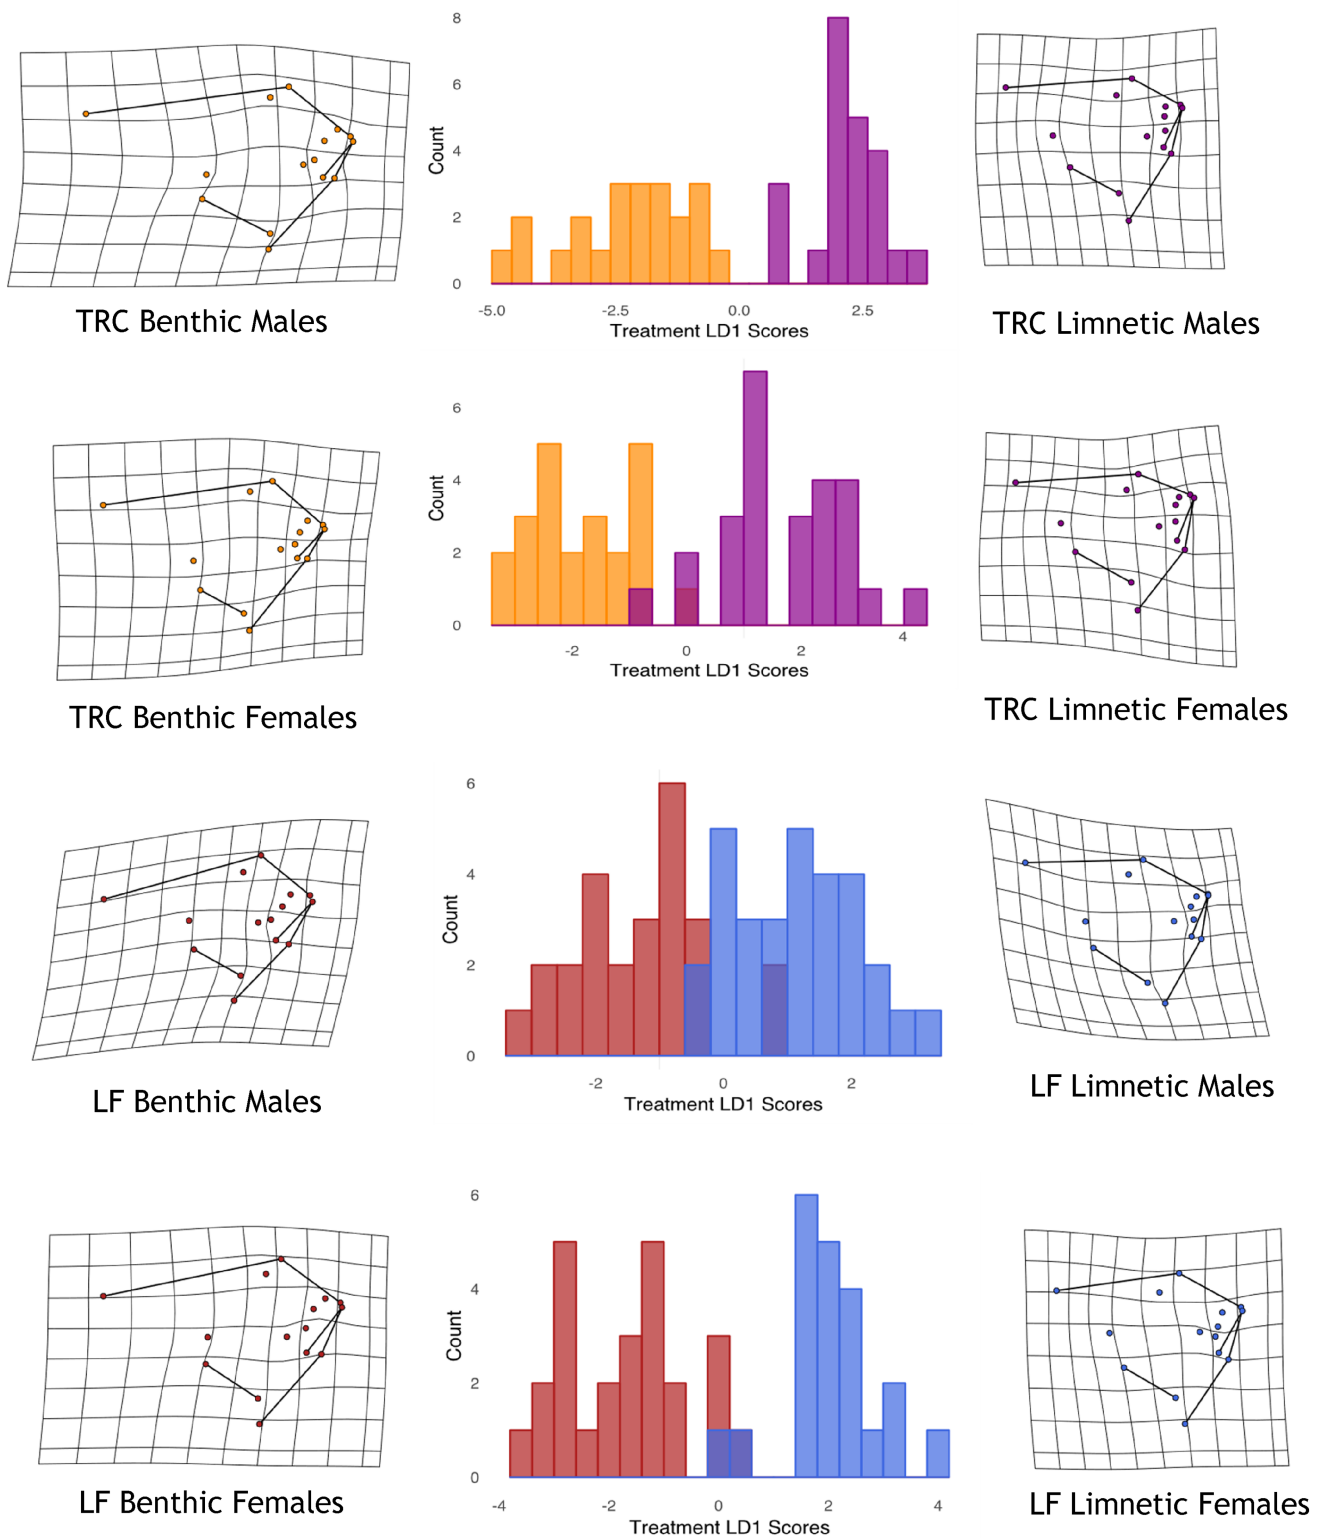 8
6
4
2
0
Count
-5.0 -2.5 0.0 2.5
Treatment LD1 Scores
TRC Benthic Males
TRC Limnetic Males
6
4
2
0
Count
-2 0 2 4
Treatment LD1 Scores
TRC Benthic Females
TRC Limnetic Females
6
4
2
0
Count
-2 0 2
Treatment LD1 Scores
LF Benthic Males
LF Limnetic Males
6
4
2
0
Count
-4 -2 0 2 4
Treatment LD1 Scores
LF Benthic Females
LF Limnetic Females